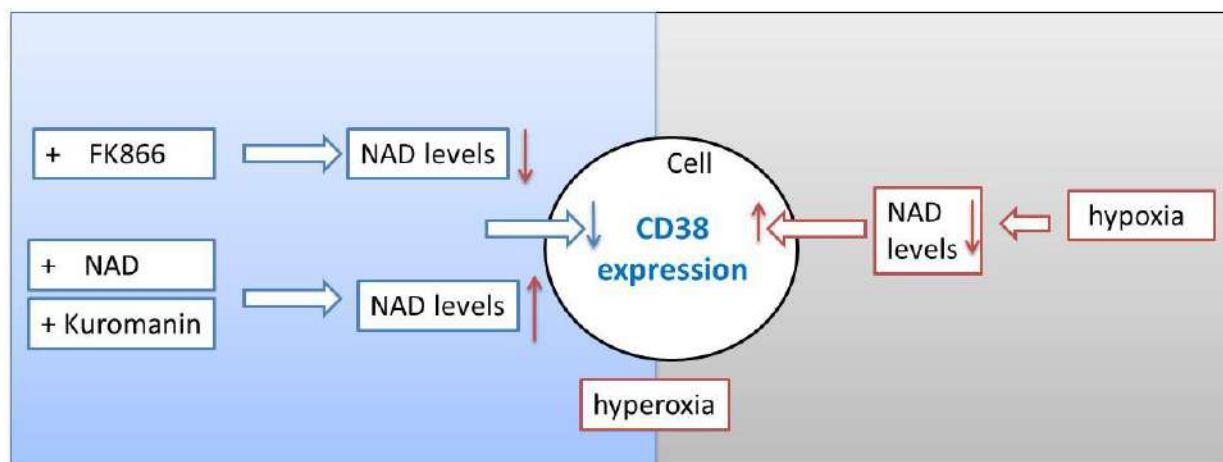 + FK866
NAD levels
+ NAD
+ Kuromanin
NAD levels
Cell
CD38
expression
NAD
levels
hypoxia
hyperoxia